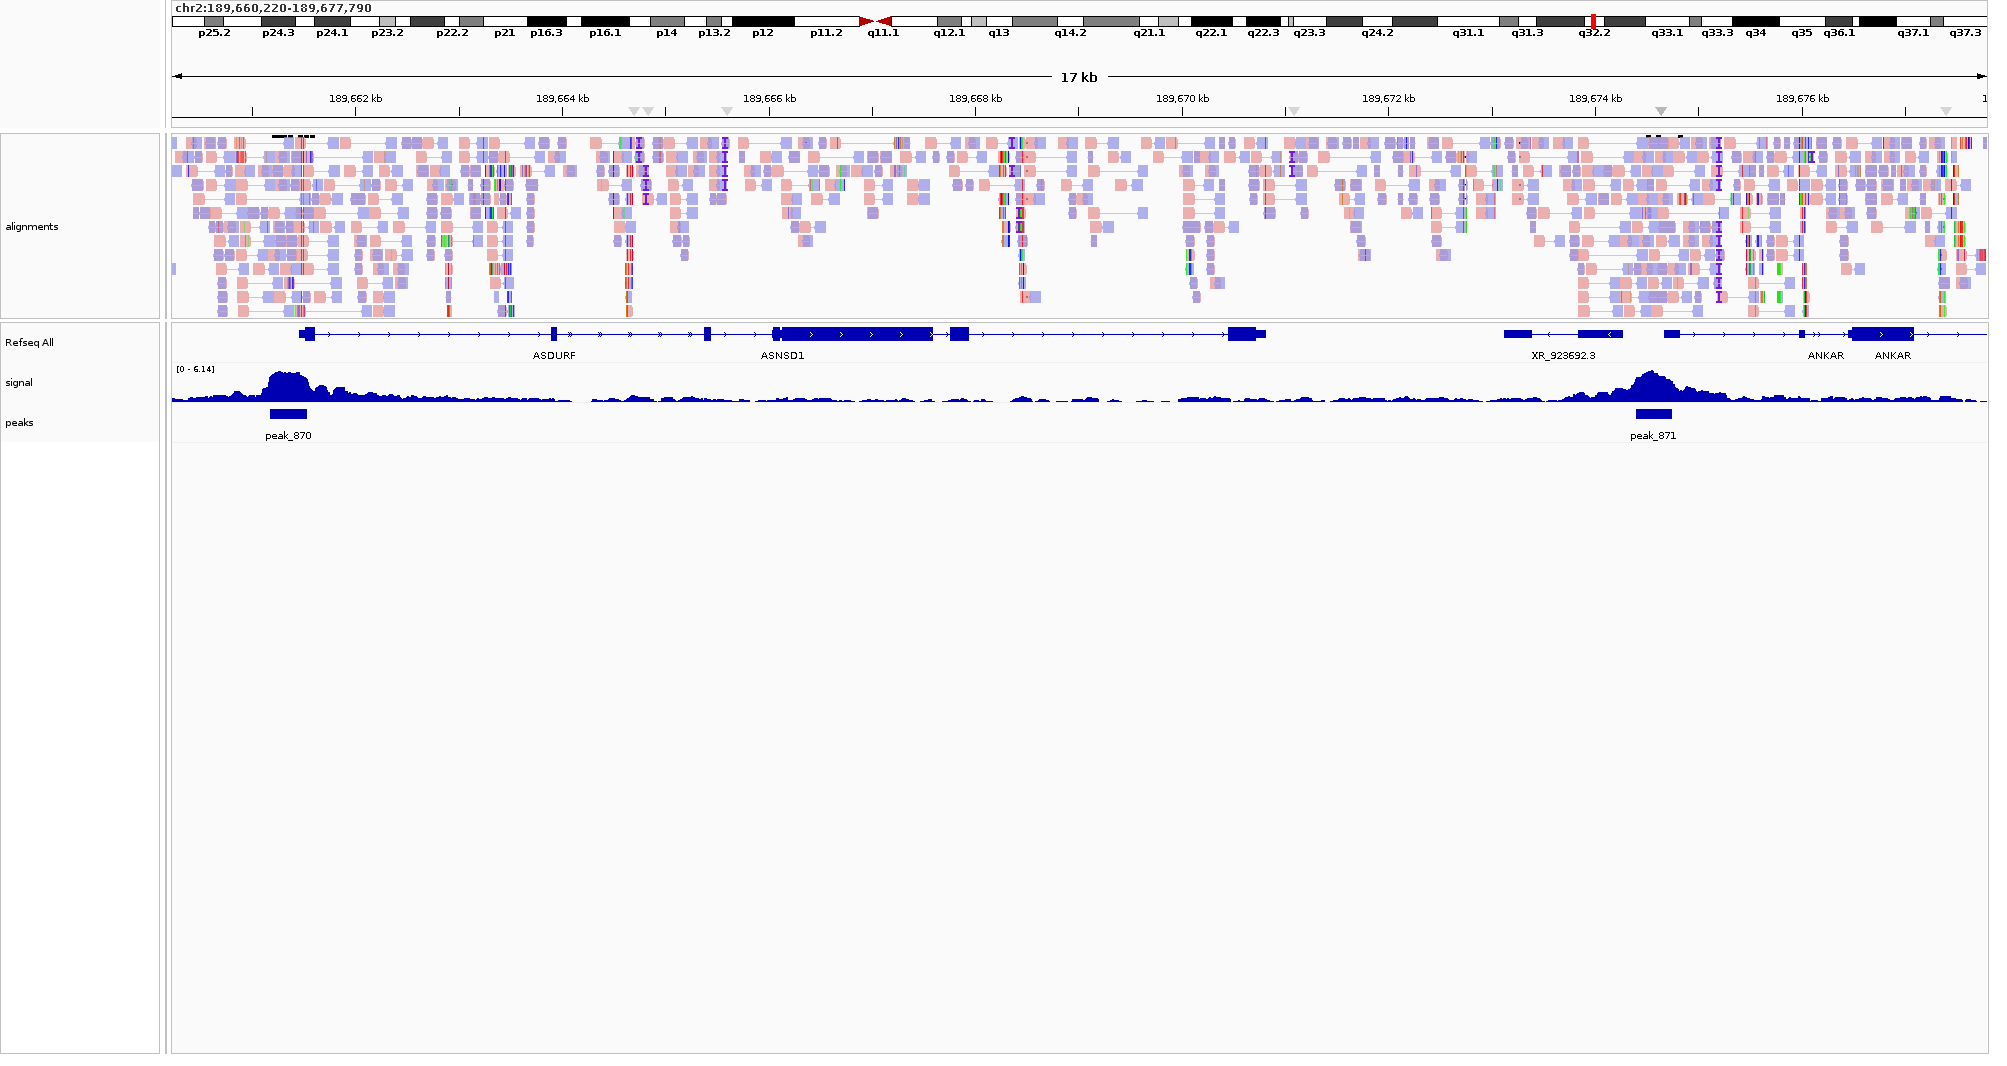 chr2:189,660,220-189,677,790
p25.2 p24.3 p24.1 p23.2 p22.2 p21 p16.3 p16.1 p14 p13.2 p12 p11.2 q11.1 q12.1 q13 q14.2 q21.1 q22.1 q22.3 q23.3 q24.2 q31.1 q31.3 q32.2 q33.1 q33.3 q34 q35 q36.1 q37.1 q37.3
17 kb
189,662 kb 189,664 kb 189,666 kb 189,668 kb 189,670 kb 189,672 kb 189,674 kb 189,676 kb 1
alignments
Refseq All
ASDURF ASNSD1 XR_923692.3 ANKAR ANKAR
[0 - 6.14]
signal
peaks
peak_870 peak_871